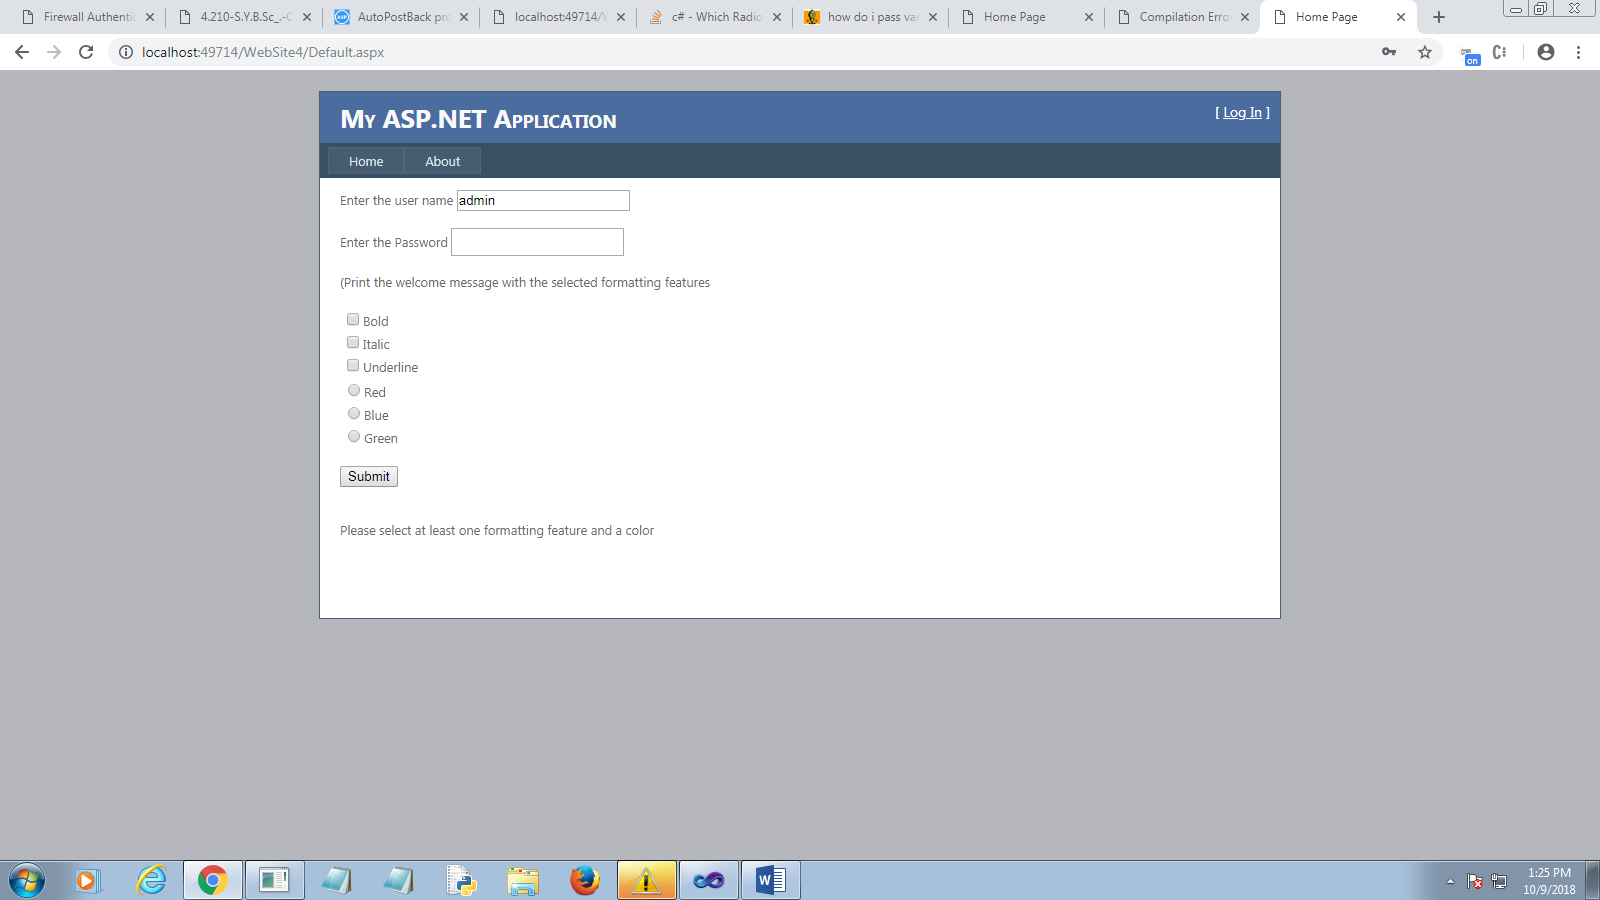 Firewall Authentic
4.210-S.Y.B.Sc_.-C
AutoPostBack pro
localhost:49714/W
c# - Which Radio
how do i pass var
Home Page
Compilation Erro
Home Page
localhost:49714/WebSite4/Default.aspx
on
My ASP.NET Application
[ Log In ]
Home
About
Enter the user name admin
Enter the Password
(Print the welcome message with the selected formatting features
Bold
Italic
Underline
Red
Blue
Green
Submit
Please select at least one formatting feature and a color
1:25 PM
10/9/2018